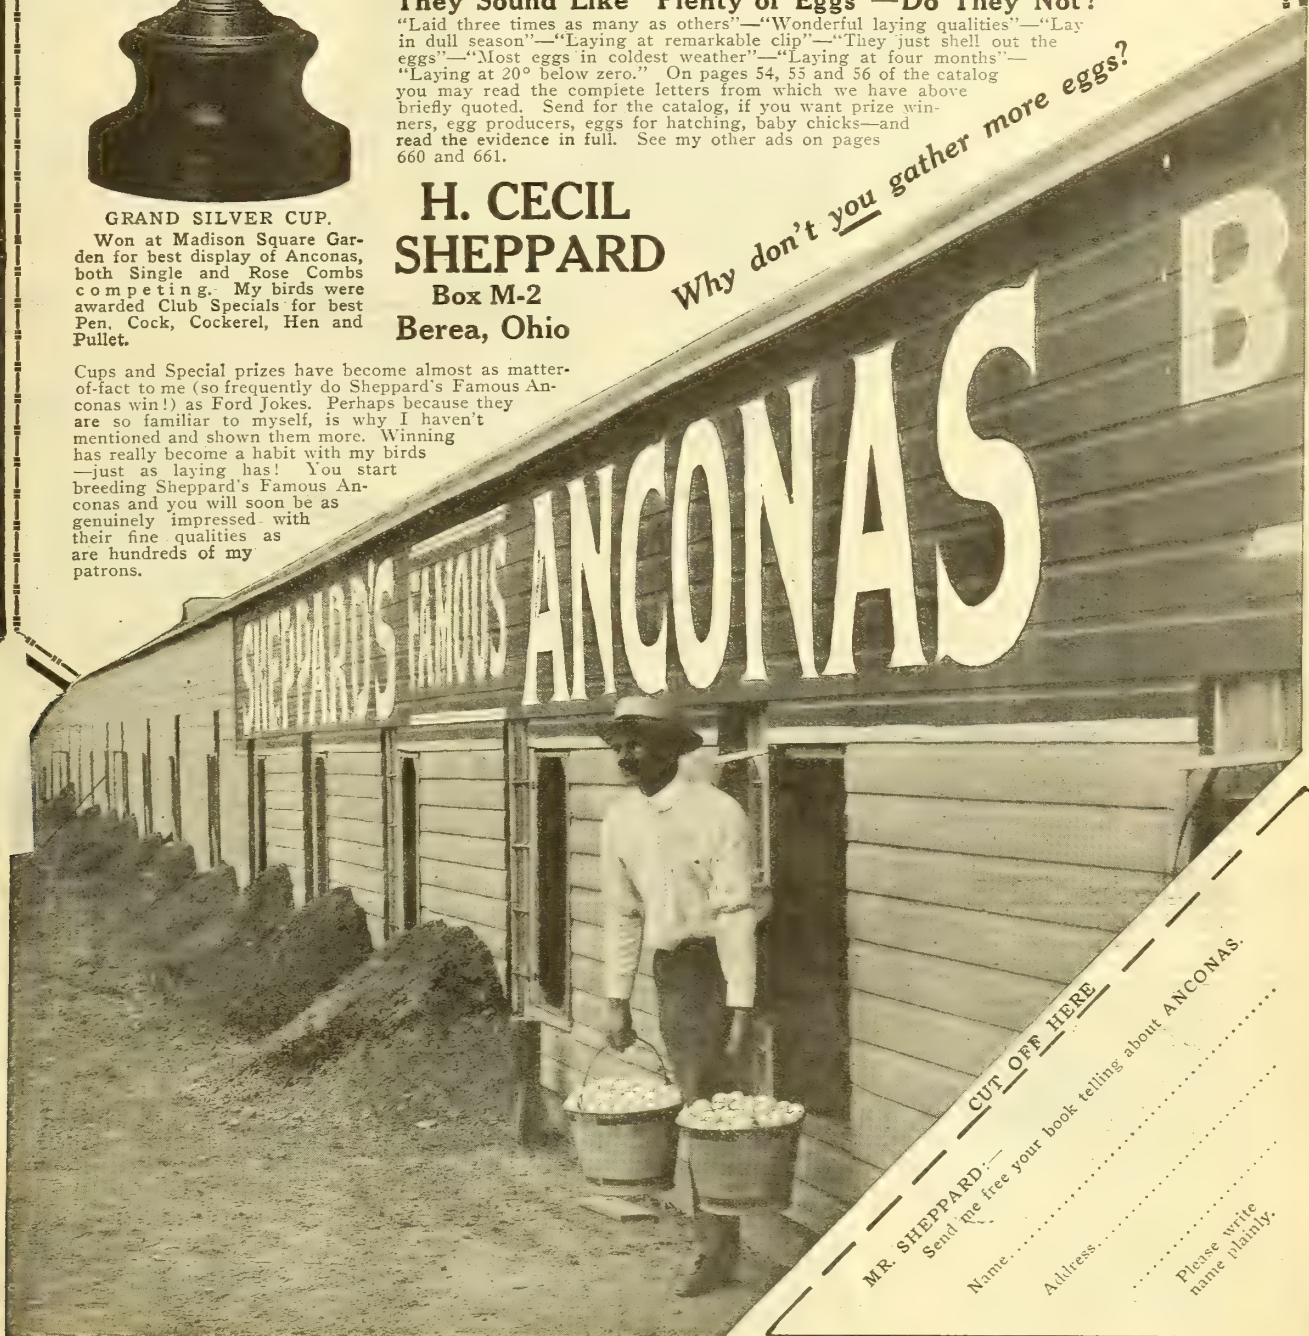 They Sound Like "Plenty of Eggs"—Do They Not?
"Laid three times as many as others"—"Wonderful laying qualities"—"Lay
in dull season"—"Laying at remarkable clip"—"They just shell out the
eggs"—"Most eggs in coldest weather"—"Laying at four months"—
"Laying at 20° below zero." On pages 54, 55 and 56 of the catalog
you may read the complete letters from which we have above
briefly quoted. Send for the catalog, if you want prize win-
ners, egg producers, eggs for hatching, baby chicks—and
read the evidence in full. See my other ads on pages
660 and 661.
H. CECIL
SHEPPARD
Box M-2
Berea, Ohio
GRAND SILVER CUP.
Won at Madison Square Gar-
den for best display of Anconas,
both Single and Rose Combs
competing. My birds were
awarded Club Specials for best
Pen, Cock, Cockerel, Hen and
Pullet.
Cups and Special prizes have become almost as matter-
of-fact to me (so frequently do Sheppard's Famous An-
conas win!) as Ford Jokes. Perhaps because they
are so familiar to myself, is why I haven't
mentioned and shown them more. Winning
has really become a habit with my birds
—just as laying has! You start
breeding Sheppard's Famous An-
conas and you will soon be as
genuinely impressed with
their fine qualities as
are hundreds of my
patrons.
Why don't you gather more eggs?
SHEPPARD'S FAMOUS ANCONAS B
CUT OFF HERE
MR. SHEPPARD:—
Send me free your book telling about ANCONAS.
Name
Address
Please write
name plainly.